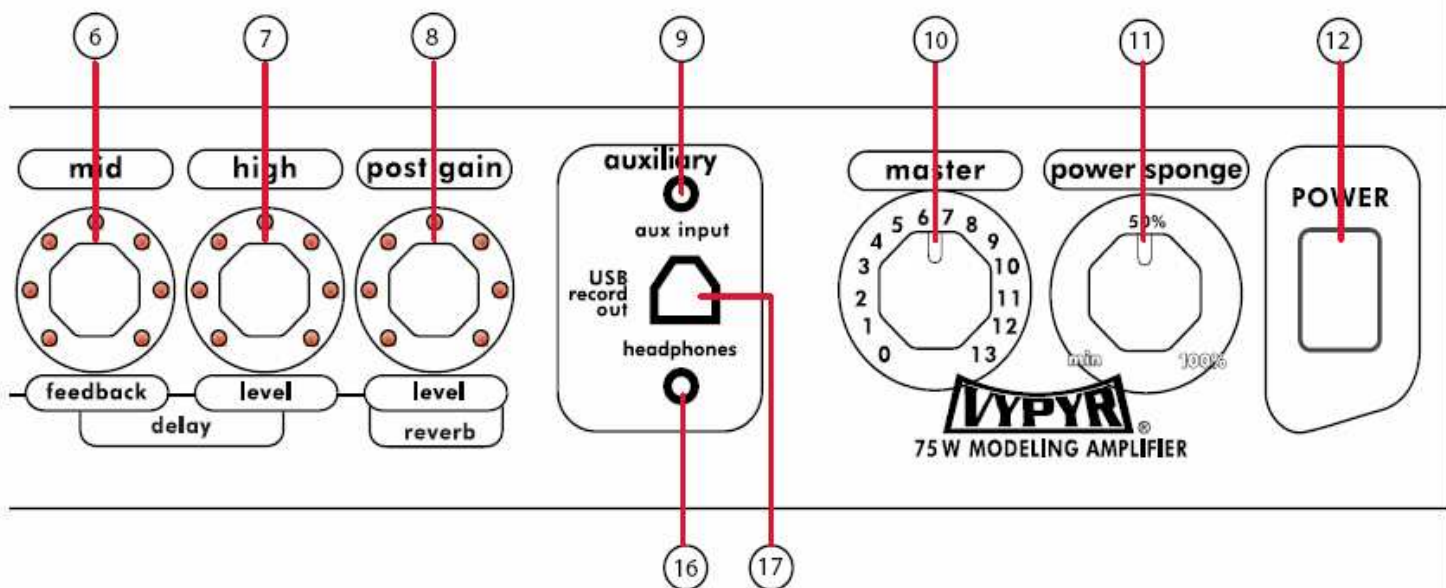 6 7 8 9 10 11 12
mid high post gain
feedback level level
delay reverb
auxiliary
aux input
USB
record
out
headphones
master
0 1 2 3 4 5 6 7 8 9 10 11 12 13
power sponge
50%
min 100%
VYPYR®
75W MODELING AMPLIFIER
POWER
16 17